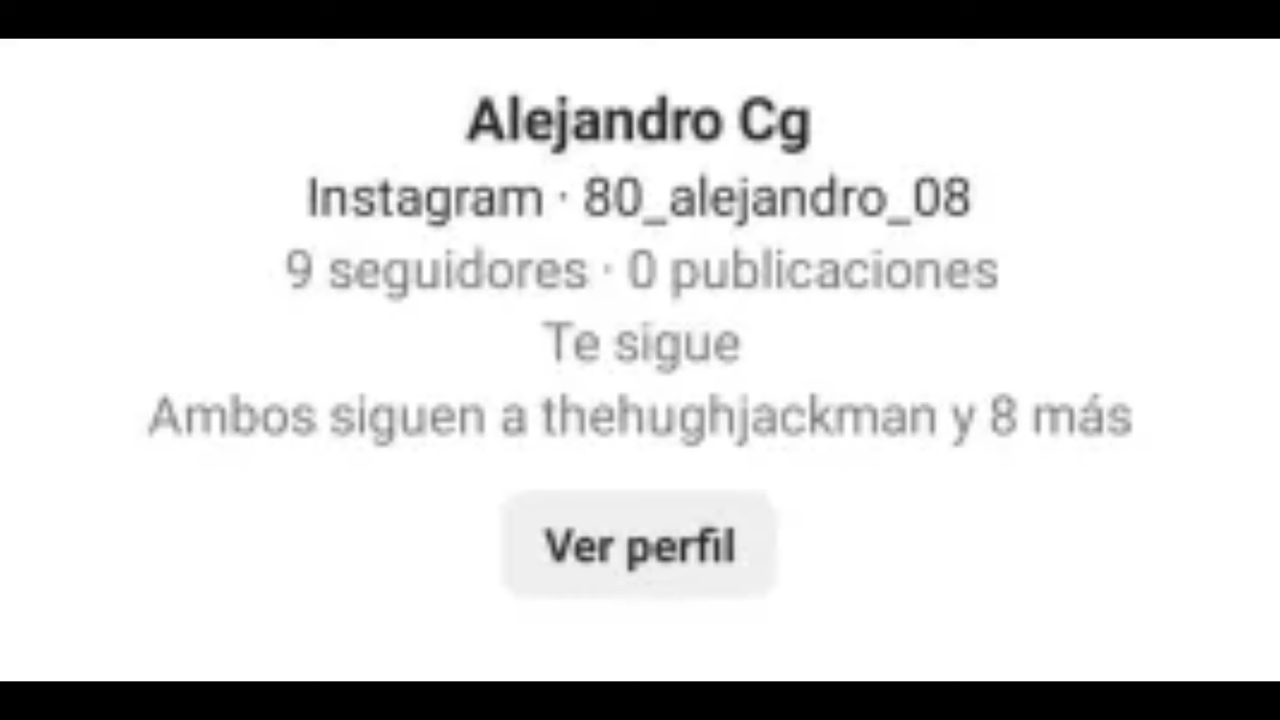 Alejandro Cg
Instagram · 80_alejandro_08
9 seguidores · 0 publicaciones
Te sigue
Ambos siguen a thehughjackman y 8 más
Ver perfil